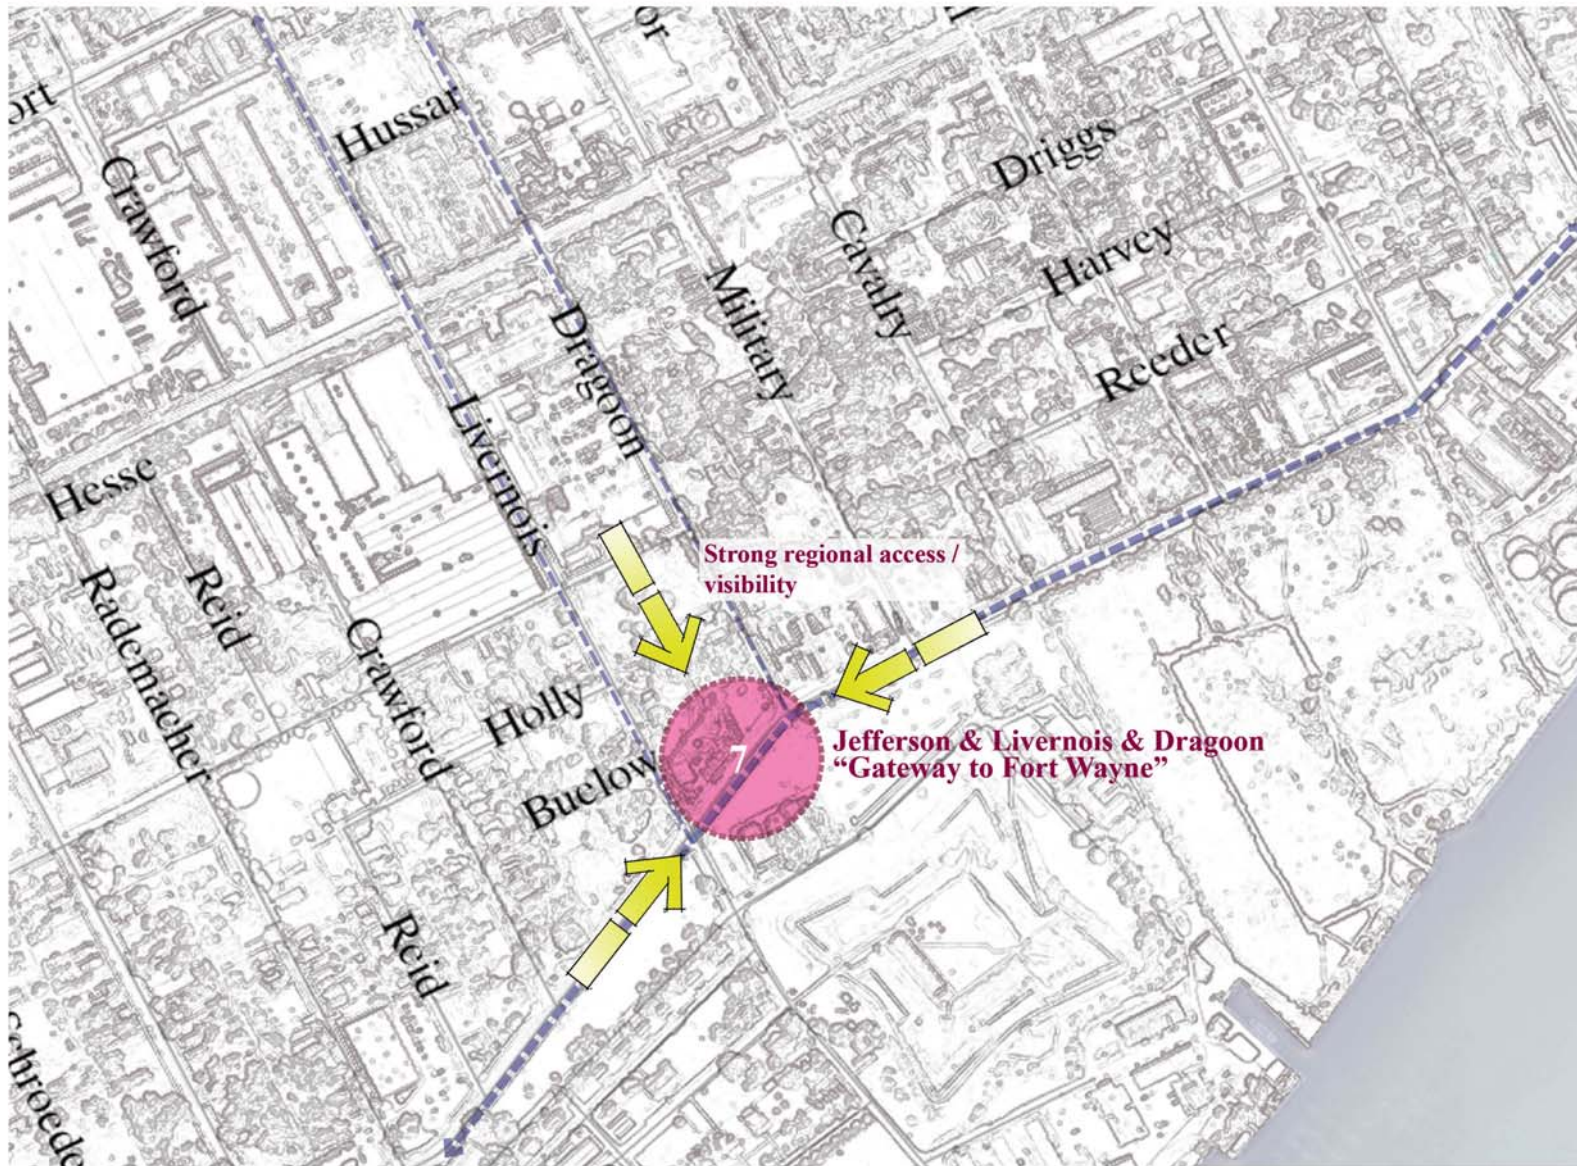 ort
or
Hussar
Crawford
Driggs
Cavalry
Harvey
Military
Dragoon
Reeder
Livernois
Hesse
Strong regional access /
visibility
Reid
Rademacher
Crawford
Holly
7
Jefferson & Livernois & Dragoon
“Gateway to Fort Wayne”
Buelow
Reid
Schroede